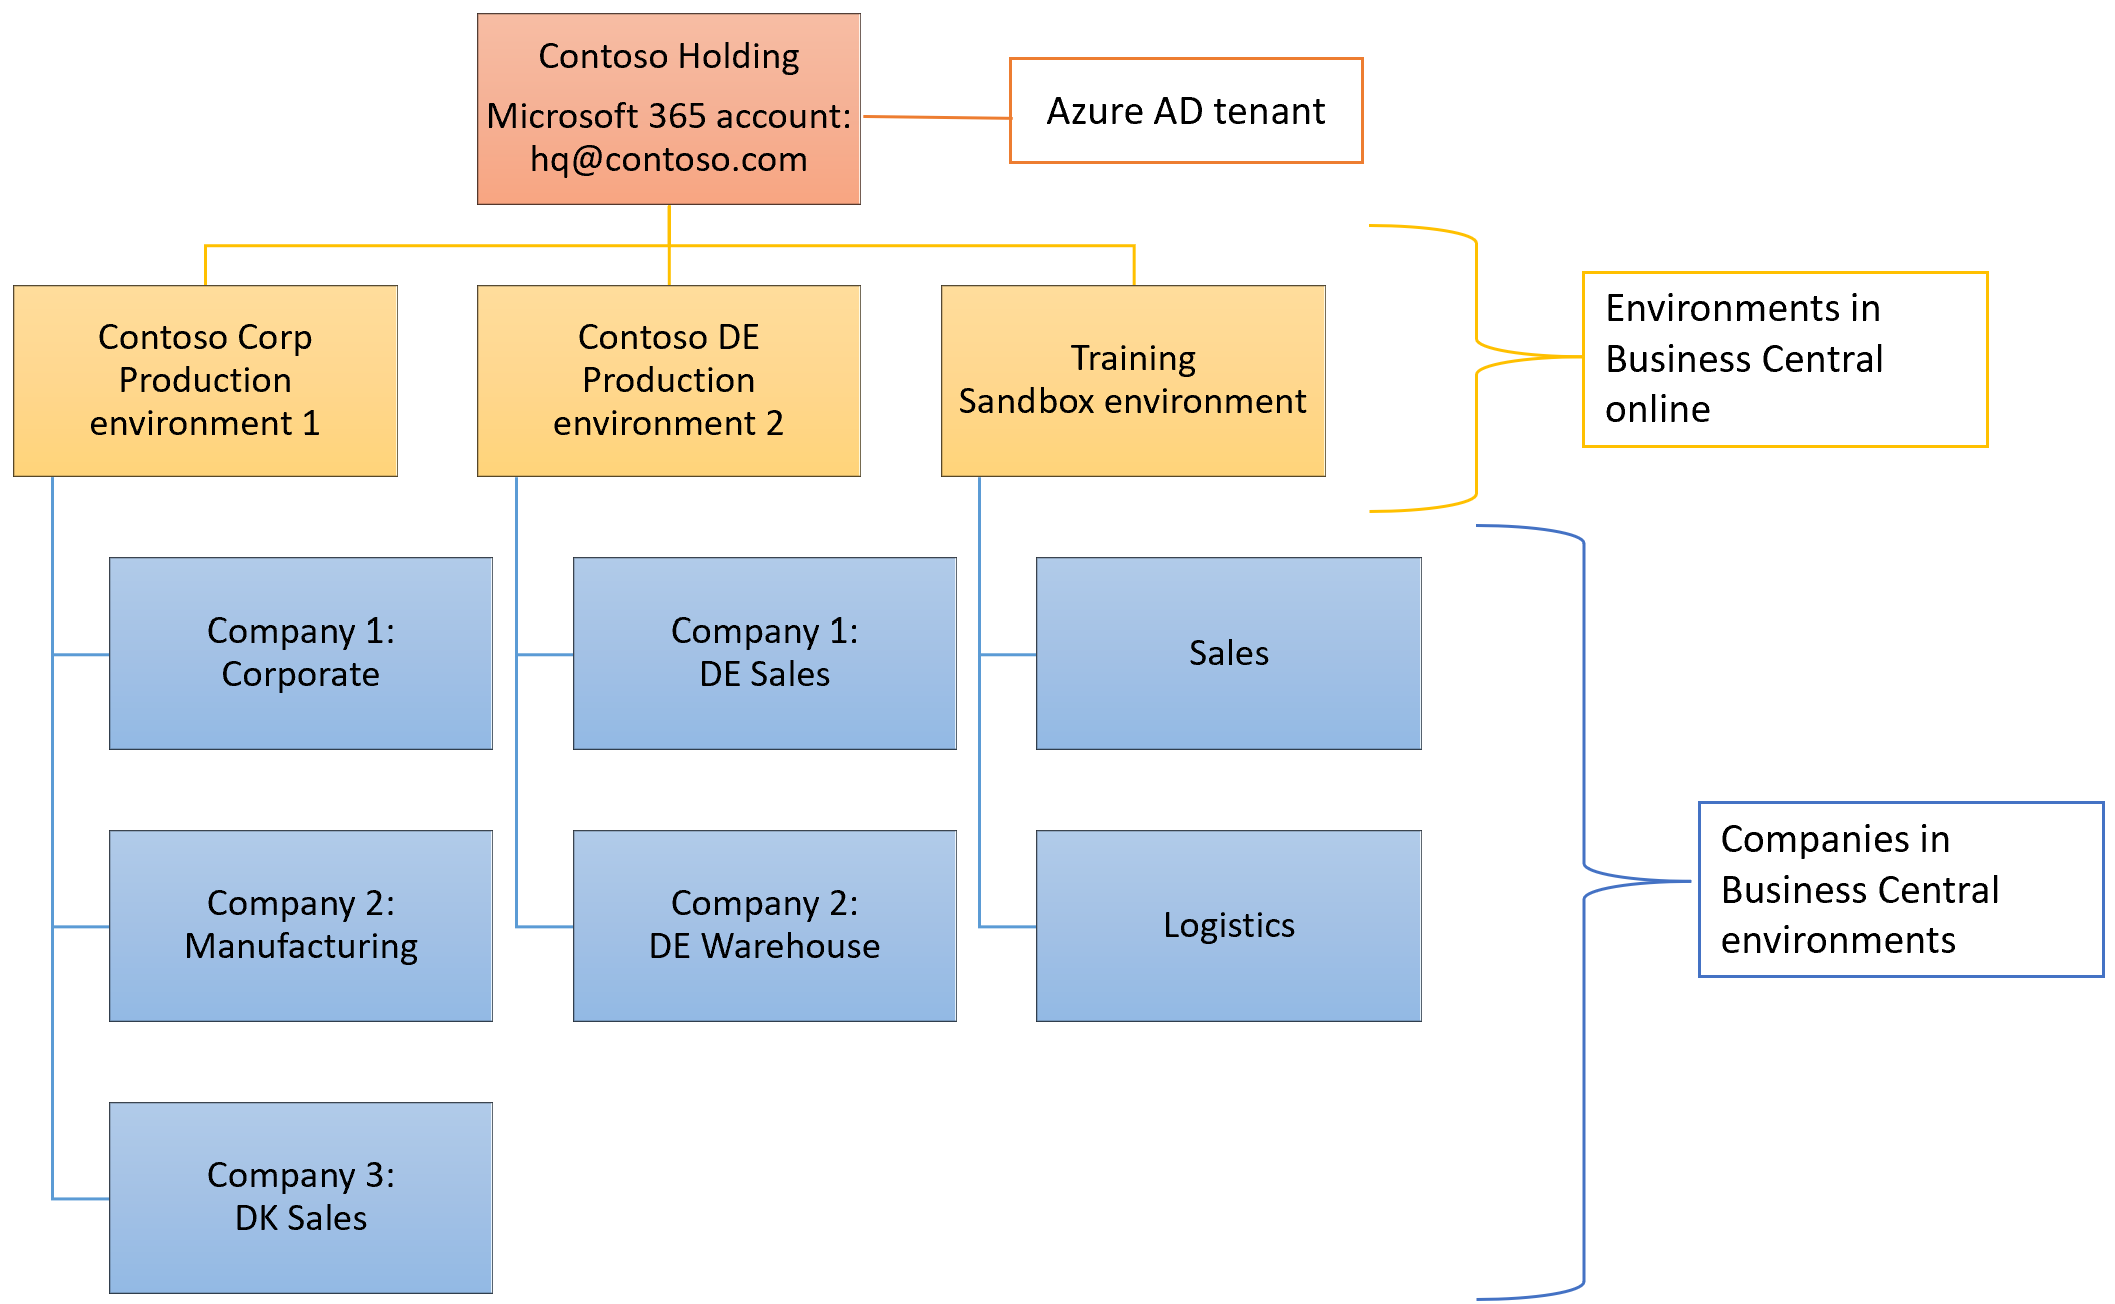 Contoso Holding
Microsoft 365 account:
hq@contoso.com
Azure AD tenant
Contoso Corp
Production
environment 1
Contoso DE
Production
environment 2
Training
Sandbox environment
Environments in
Business Central
online
Company 1:
Corporate
Company 1:
DE Sales
Sales
Company 2:
Manufacturing
Company 2:
DE Warehouse
Logistics
Companies in
Business Central
environments
Company 3:
DK Sales